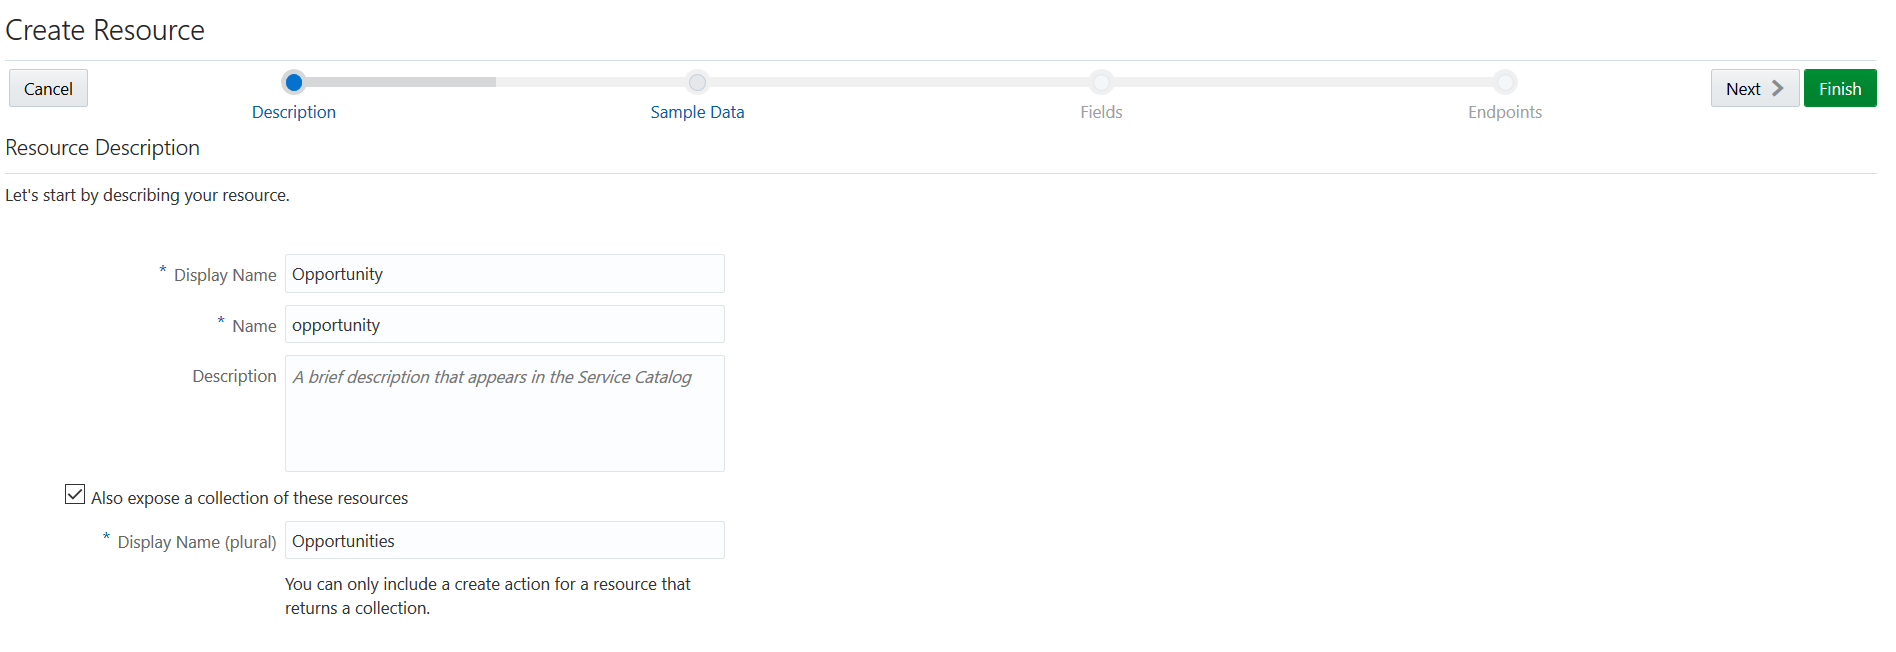 Create Resource
Cancel
Description
Sample Data
Fields
Endpoints
Next
Finish
Resource Description
Let's start by describing your resource.
* Display Name Opportunity
* Name opportunity
Description A brief description that appears in the Service Catalog
Also expose a collection of these resources
* Display Name (plural) Opportunities
You can only include a create action for a resource that
returns a collection.